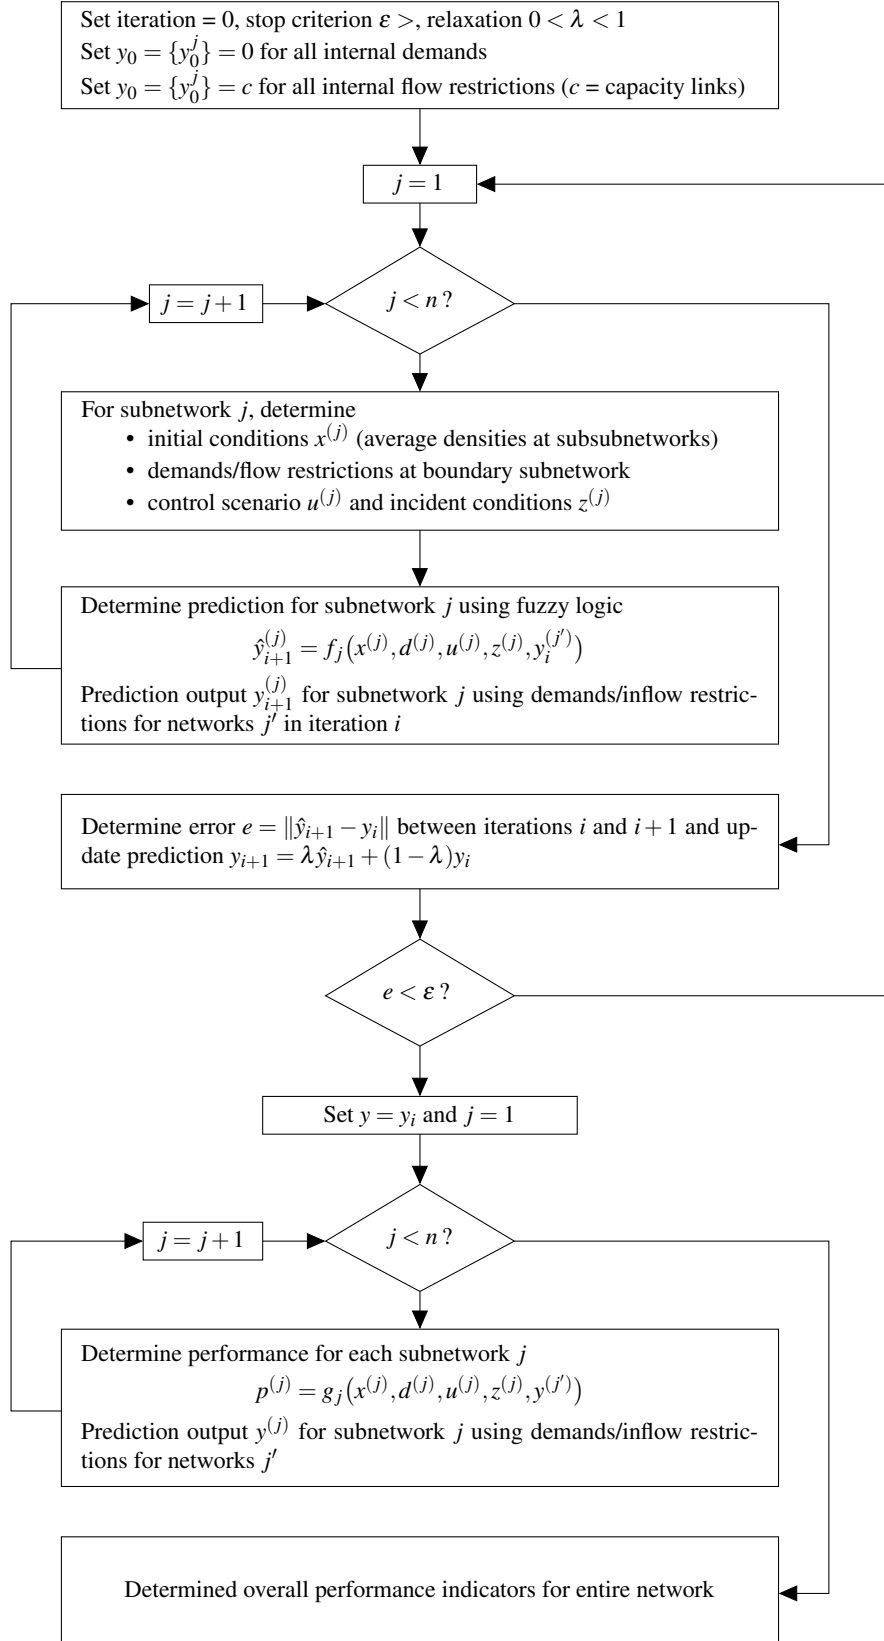 Set iteration = 0, stop criterion ε >, relaxation 0 < λ < 1
Set y₀ = {y₀ʲ} = 0 for all internal demands
Set y₀ = {y₀ʲ} = c for all internal flow restrictions (c = capacity links)
j = 1
j = j + 1
j < n ?
For subnetwork j, determine
• initial conditions x⁽ʲ⁾ (average densities at subsubnetworks)
• demands/flow restrictions at boundary subnetwork
• control scenario u⁽ʲ⁾ and incident conditions z⁽ʲ⁾
Determine prediction for subnetwork j using fuzzy logic
ŷᵢ₊₁⁽ʲ⁾ = fⱼ(x⁽ʲ⁾, d⁽ʲ⁾, u⁽ʲ⁾, z⁽ʲ⁾, yᵢ⁽ʲ′⁾)
Prediction output yᵢ₊₁⁽ʲ⁾ for subnetwork j using demands/inflow restric-
tions for networks j′ in iteration i
Determine error e = ‖ŷᵢ₊₁ − yᵢ‖ between iterations i and i + 1 and up-
date prediction yᵢ₊₁ = λŷᵢ₊₁ + (1 − λ)yᵢ
e < ε ?
Set y = yᵢ and j = 1
j = j + 1
j < n ?
Determine performance for each subnetwork j
p⁽ʲ⁾ = gⱼ(x⁽ʲ⁾, d⁽ʲ⁾, u⁽ʲ⁾, z⁽ʲ⁾, y⁽ʲ′⁾)
Prediction output y⁽ʲ⁾ for subnetwork j using demands/inflow restric-
tions for networks j′
Determined overall performance indicators for entire network